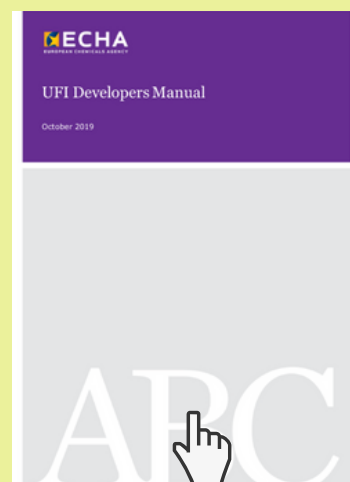 ECHA
EUROPEAN CHEMICALS AGENCY
UFI Developers Manual
October 2019
ABC